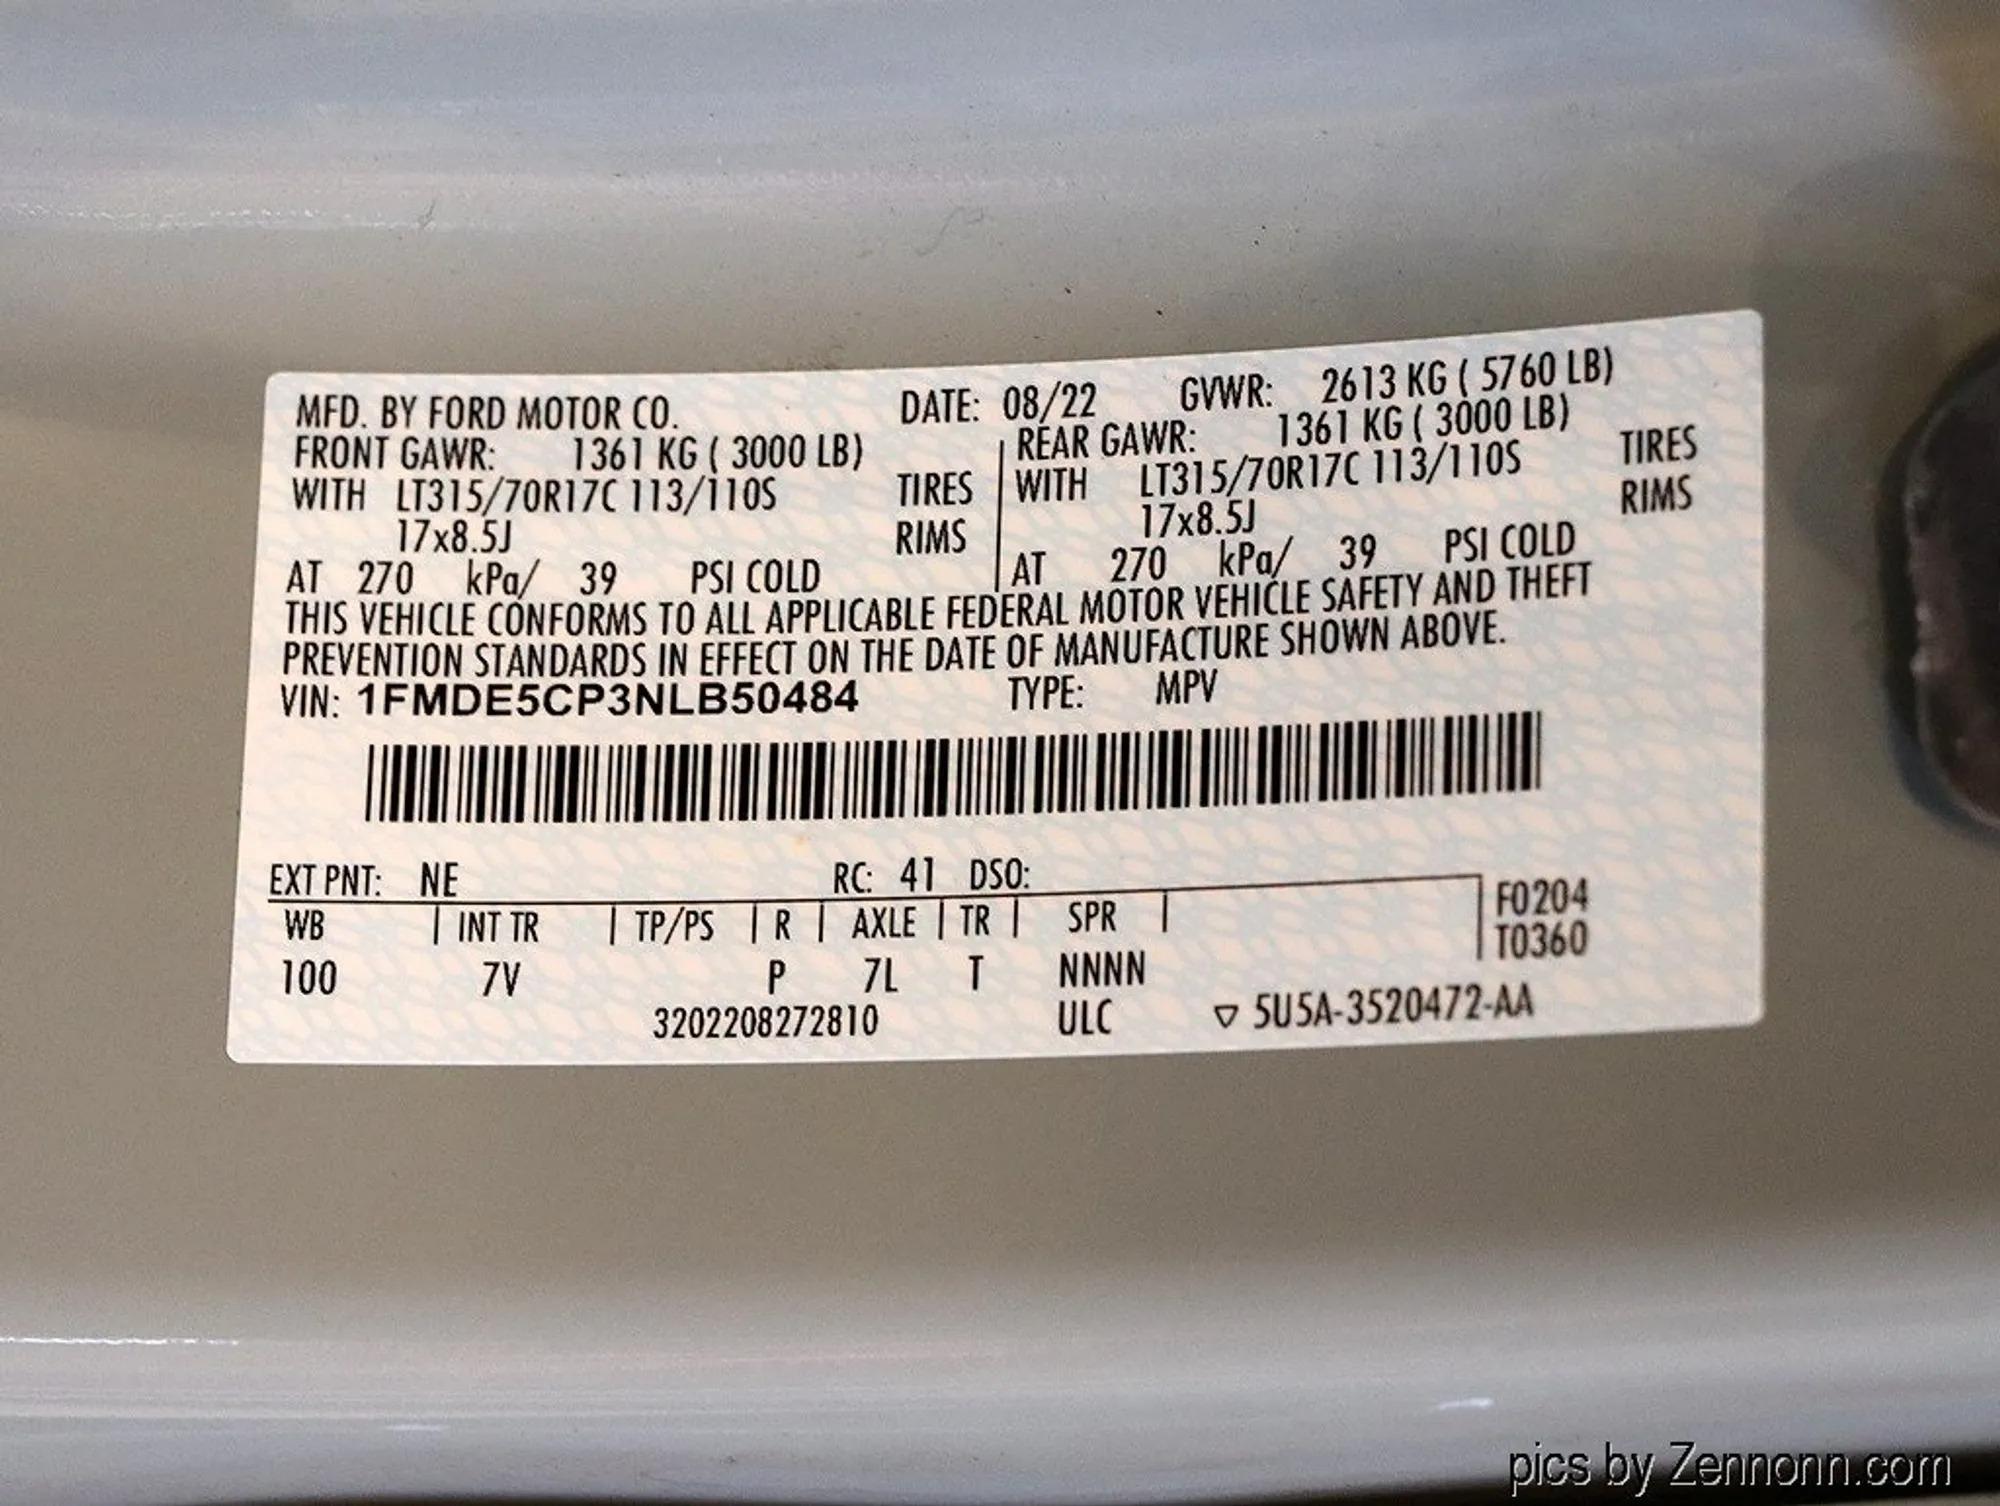 MFD. BY FORD MOTOR CO. DATE: 08/22 GVWR: 2613 KG ( 5760 LB)
FRONT GAWR: 1361 KG ( 3000 LB) REAR GAWR: 1361 KG ( 3000 LB)
WITH LT315/70R17C 113/110S TIRES WITH LT315/70R17C 113/110S TIRES
17x8.5J RIMS 17x8.5J RIMS
AT 270 kPa/ 39 PSI COLD AT 270 kPa/ 39 PSI COLD
THIS VEHICLE CONFORMS TO ALL APPLICABLE FEDERAL MOTOR VEHICLE SAFETY AND THEFT
PREVENTION STANDARDS IN EFFECT ON THE DATE OF MANUFACTURE SHOWN ABOVE.
VIN: 1FMDE5CP3NLB50484 TYPE: MPV
EXT PNT: NE RC: 41 DSO:
WB INT TR TP/PS R AXLE TR SPR F0204
T0360
100 7V P 7L T NNNN
3202208272810 ULC ▽ 5U5A-3520472-AA
pics by Zennonn.com